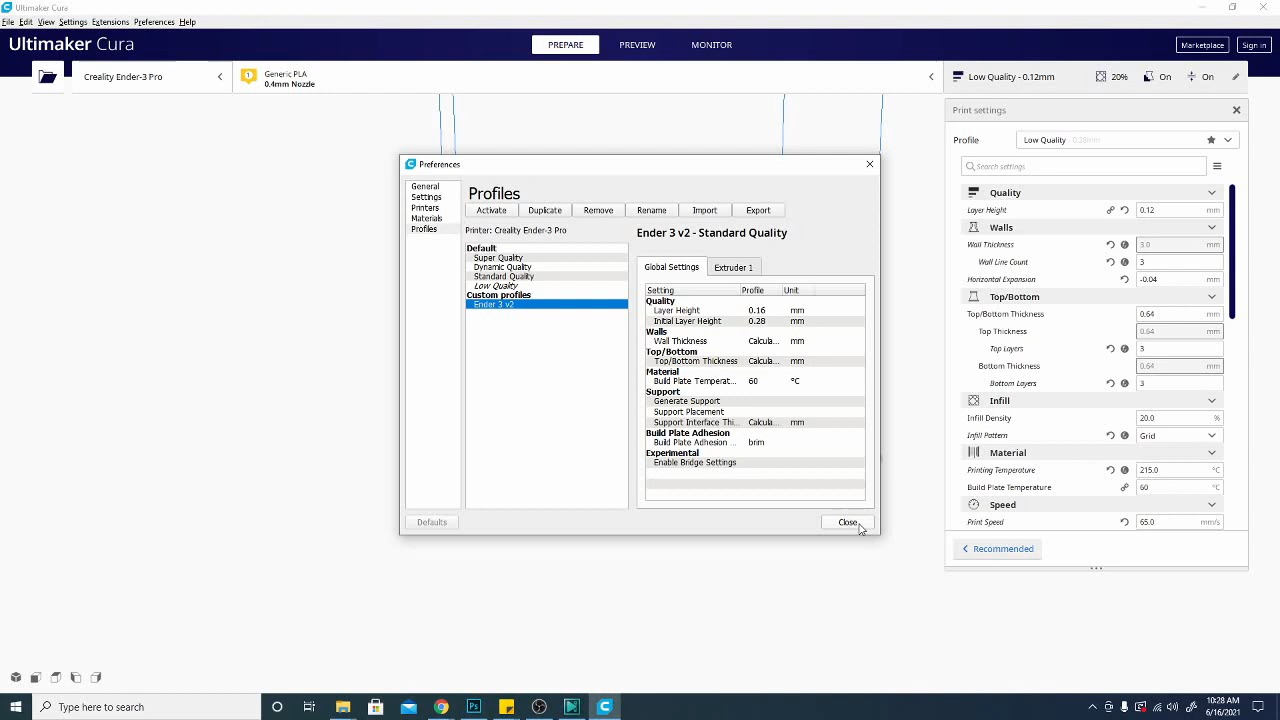 Ultimaker Cura
File Edit View Settings Extensions Preferences Help
Ultimaker Cura
PREPARE PREVIEW MONITOR
Marketplace Sign in
Creality Ender-3 Pro
1 Generic PLA
0.4mm Nozzle
Low Quality - 0.12mm 20% On On
Print settings
Profile Low Quality 0.28mm
Search settings
Quality
Layer Height 0.12 mm
Walls
Wall Thickness 3.0 mm
Wall Line Count 3
Horizontal Expansion -0.04 mm
Top/Bottom
Top/Bottom Thickness 0.64 mm
Top Thickness 0.64 mm
Top Layers 3
Bottom Thickness 0.64 mm
Bottom Layers 3
Infill
Infill Density 20.0 %
Infill Pattern Grid
Material
Printing Temperature 215.0 °C
Build Plate Temperature 60 °C
Speed
Print Speed 65.0 mm/s
Recommended
Preferences
General
Settings
Printers
Materials
Profiles
Profiles
Activate Duplicate Remove Rename Import Export
Printer: Creality Ender-3 Pro
Default
Super Quality
Dynamic Quality
Standard Quality
Low Quality
Custom profiles
Ender 3 v2
Ender 3 v2 - Standard Quality
Global Settings Extruder 1
Setting Profile Unit
Quality
Layer Height 0.16 mm
Initial Layer Height 0.28 mm
Walls
Wall Thickness Calcula... mm
Top/Bottom
Top/Bottom Thickness Calcula... mm
Material
Build Plate Temperat... 60 °C
Support
Generate Support
Support Placement
Support Interface Thi... Calcula... mm
Build Plate Adhesion
Build Plate Adhesion ... brim
Experimental
Enable Bridge Settings
Defaults Close
Type here to search
10:28 AM
6/16/2021